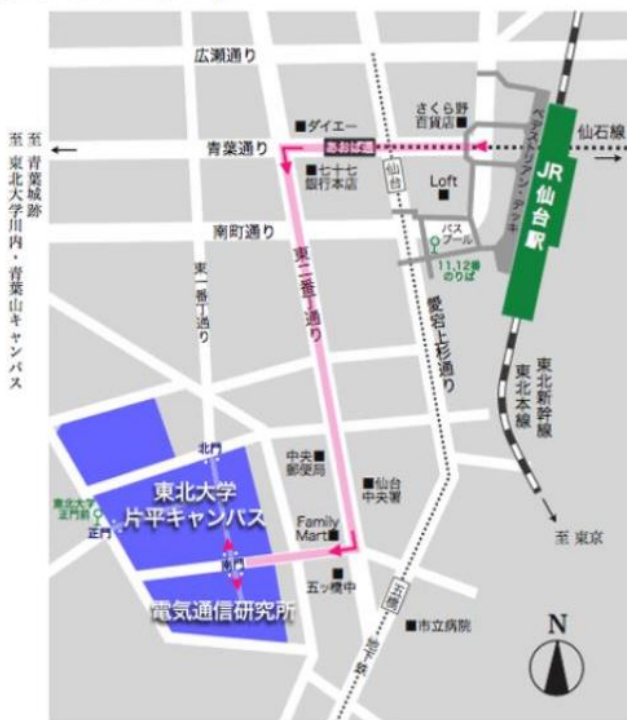 広瀬通り
さくら野
百貨店■
■ダイエー
仙石線
至 青葉城跡
至 東北大学川内・青葉山キャンパス
青葉通り
あおば通
■七十七
銀行本店
仙台
Loft
■
ペデストリアン・デッキ
JR仙台駅
南町通り
バス
プール
11,12番
のりば
東一番丁通り
東二番丁通り
愛宕上杉通り
東北新幹線
東北本線
北門
中央■
郵便局
■仙台
中央署
東北大学
片平キャンパス
東北大学
正門前
正門
Family
Mart■
至 東京
南門
■
五ッ橋中
五橋
電気通信研究所
■市立病院
地下鉄
N